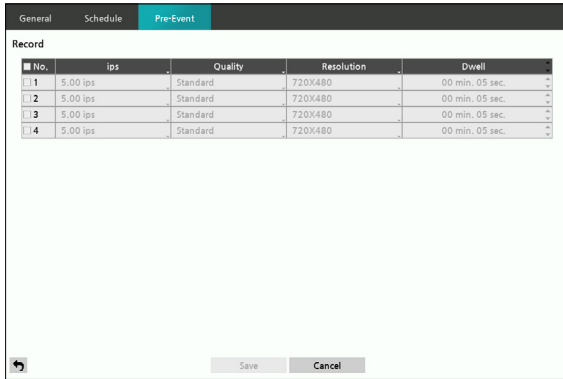 General Schedule Pre-Event
Record
No. ips Quality Resolution Dwell
1 5.00 ips Standard 720X480 00 min. 05 sec.
2 5.00 ips Standard 720X480 00 min. 05 sec.
3 5.00 ips Standard 720X480 00 min. 05 sec.
4 5.00 ips Standard 720X480 00 min. 05 sec.
Save Cancel